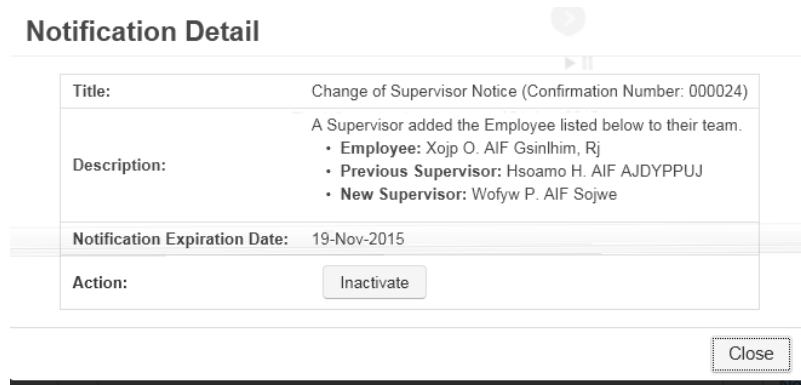 Notification Detail
Title: Change of Supervisor Notice (Confirmation Number: 000024)
A Supervisor added the Employee listed below to their team.
Description:
• Employee: Xojp O. AIF Gsinlhim, Rj
• Previous Supervisor: Hsoamo H. AIF AJDYPPUJ
• New Supervisor: Wofyw P. AIF Sojwe
Notification Expiration Date: 19-Nov-2015
Action: Inactivate
Close